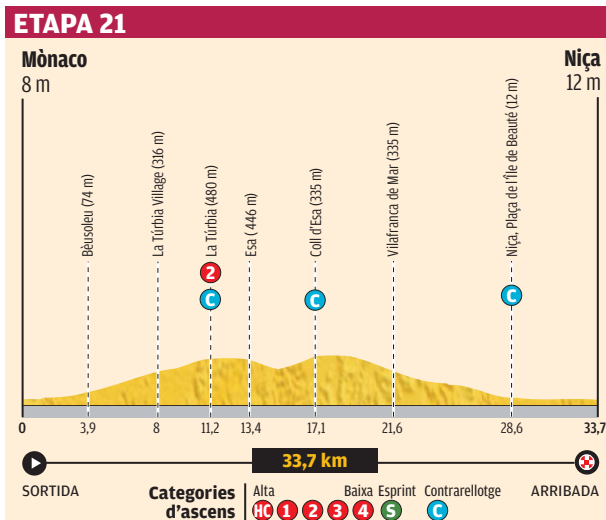 ETAPA 21
Mònaco
8 m
Niça
12 m
Bèusoleu (74 m)
La Túrbia Village (316 m)
La Túrbia (480 m)
Esa ( 446 m)
Coll d'Esa (335 m)
Vilafranca de Mar (335 m)
Niça, Plaça de l'Île de Beauté (12 m)
2
C
C
C
0
3,9
8
11,2
13,4
17,1
21,6
28,6
33,7
33,7 km
SORTIDA
ARRIBADA
Categories
d'ascens
Alta
Baixa
Esprint
Contrarellotge
HC 1 2 3 4 S C